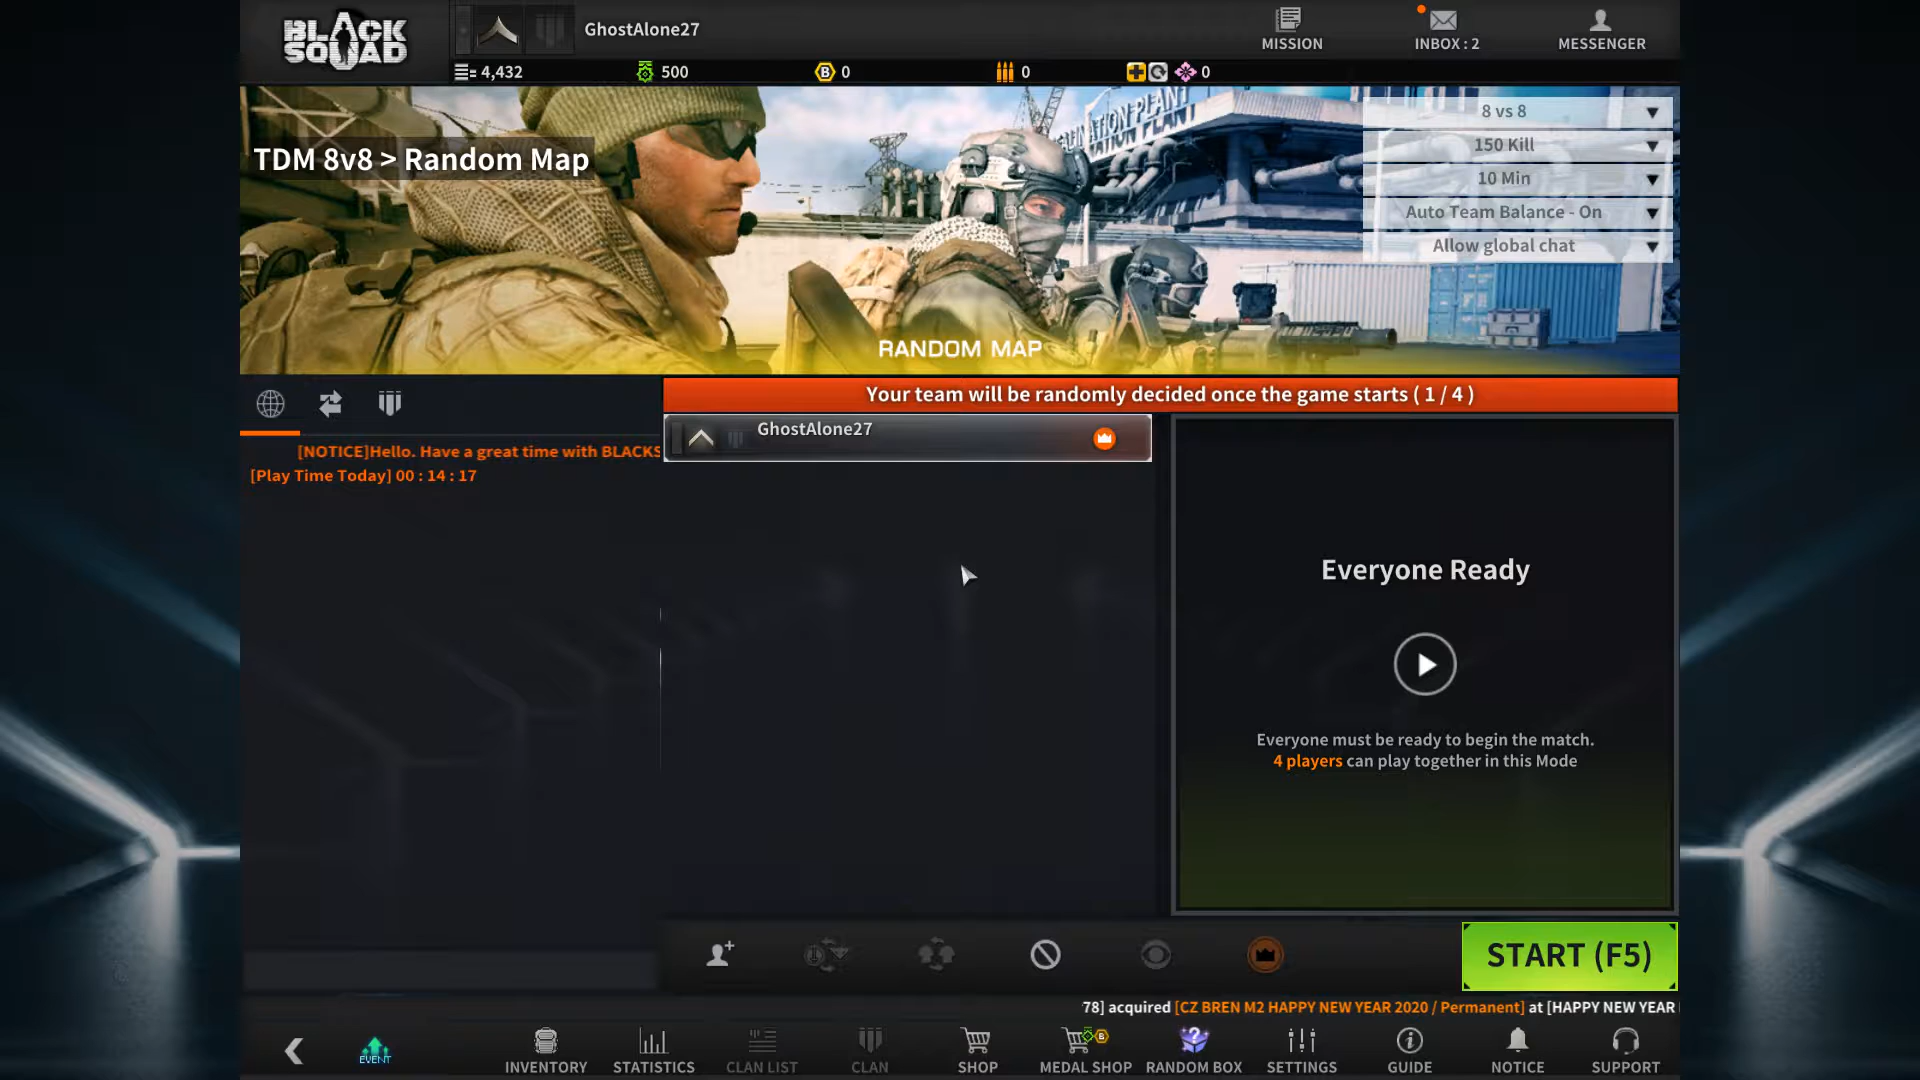 BLACK SQUAD
GhostAlone27
MISSION
INBOX : 2
MESSENGER
4,432
500
0
0
0
TDM 8v8 > Random Map
NATION PLANT
8 vs 8
150 Kill
10 Min
Auto Team Balance - On
Allow global chat
RANDOM MAP
Your team will be randomly decided once the game starts ( 1 / 4 )
GhostAlone27
[NOTICE]Hello. Have a great time with BLACKS
[Play Time Today] 00 : 14 : 17
Everyone Ready
Everyone must be ready to begin the match.
4 players can play together in this Mode
START (F5)
78] acquired [CZ BREN M2 HAPPY NEW YEAR 2020 / Permanent] at [HAPPY NEW YEAR
EVENT
INVENTORY
STATISTICS
CLAN LIST
CLAN
SHOP
MEDAL SHOP
RANDOM BOX
SETTINGS
GUIDE
NOTICE
SUPPORT